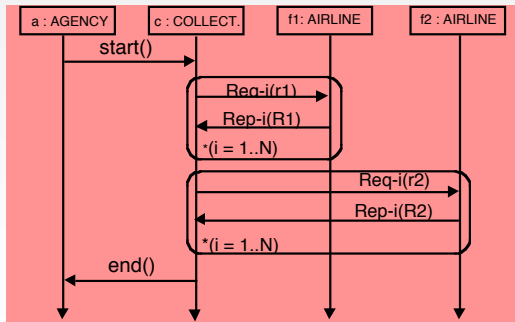 a : AGENCY c : COLLECT. f1: AIRLINE f2 : AIRLINE
start()
Req-i(r1)
Rep-i(R1)
*(i = 1..N)
Req-i(r2)
Rep-i(R2)
*(i = 1..N)
end()